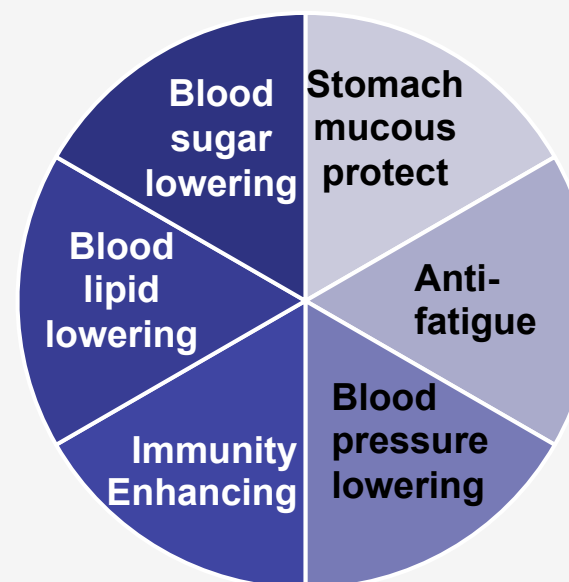 Stomach
mucous
protect
Anti-
fatigue
Blood
pressure
lowering
Immunity
Enhancing
Blood
lipid
lowering
Blood
sugar
lowering